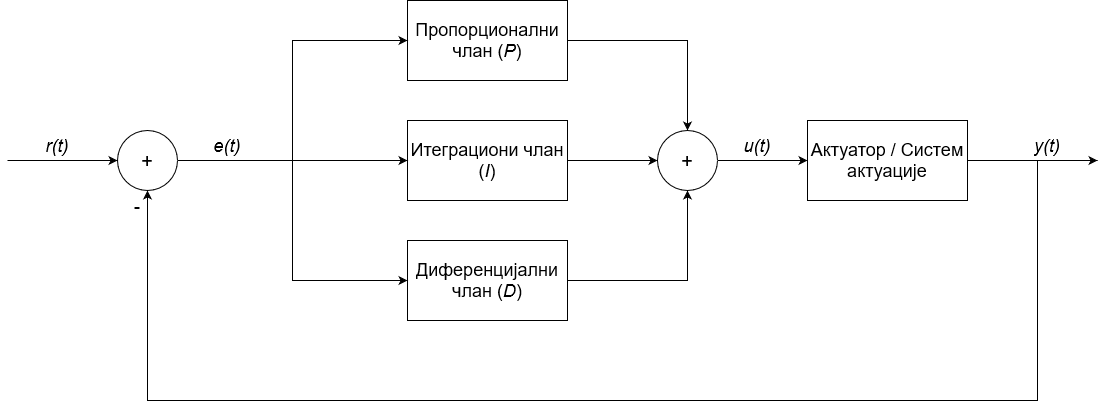 Пропорционални
члан (P)
r(t)
+
e(t)
Итеграциони члан
(I)
+
u(t)
Актуатор / Систем
актуације
y(t)
-
Диференцијални
члан (D)